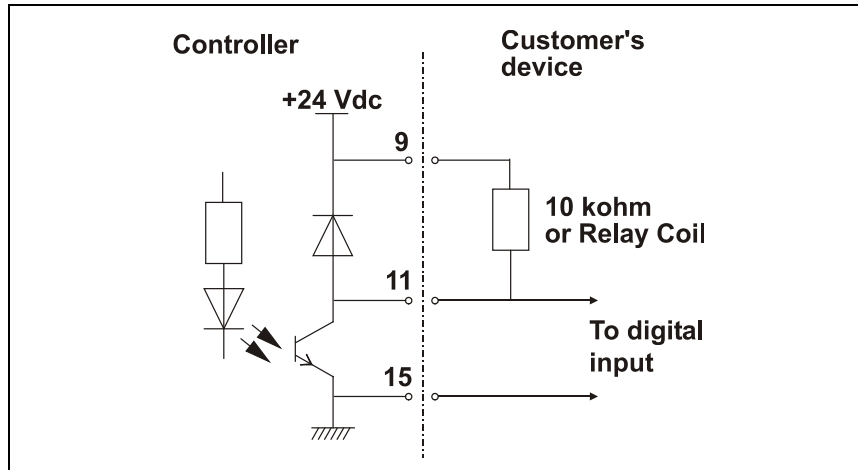 Controller
Customer's
device
+24 Vdc
9
10 kohm
or Relay Coil
11
To digital
input
15